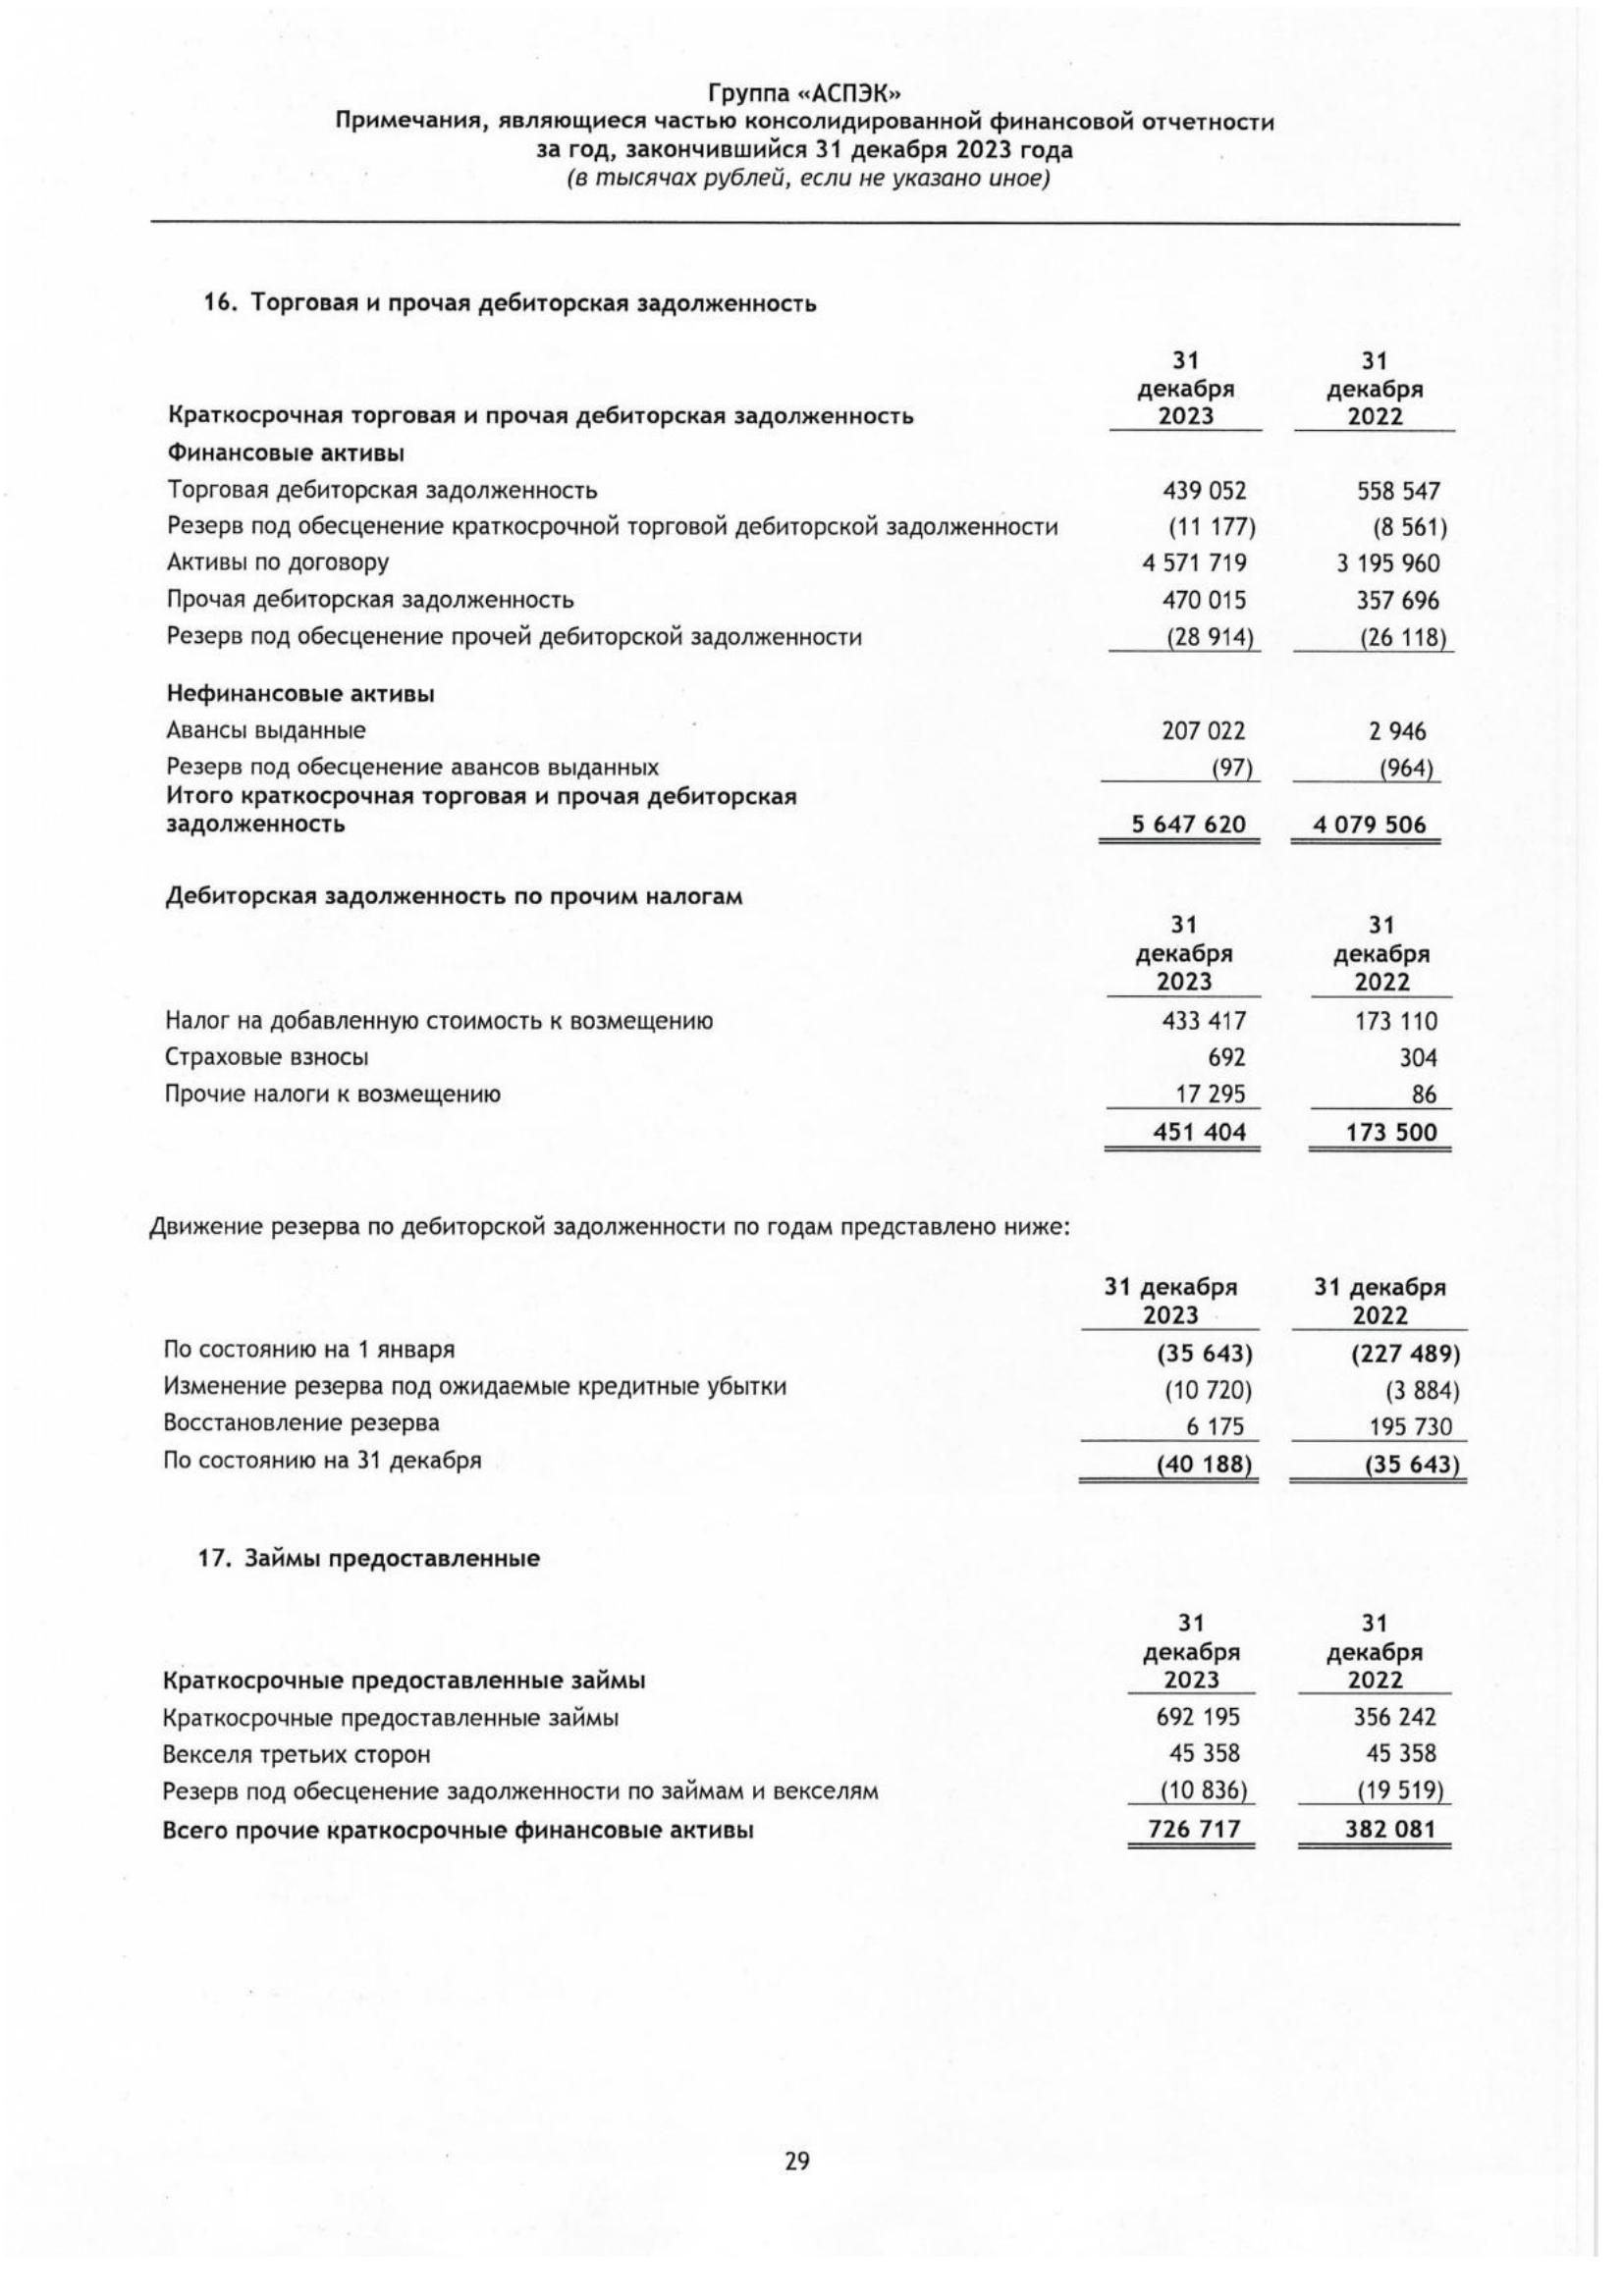 Группа «АСПЭК»
Примечания, являющиеся частью консолидированной финансовой отчетности
за год, закончившийся 31 декабря 2023 года
(в тысячах рублей, если не указано иное)
16. Торговая и прочая дебиторская задолженность
31 31
декабря декабря
Краткосрочная торговая и прочая дебиторская задолженность 2023 2022
Финансовые активы
Торговая дебиторская задолженность 439 052 558 547
Резерв под обесценение краткосрочной торговой дебиторской задолженности (11 177) (8 561)
Активы по договору 4 571 719 3 195 960
Прочая дебиторская задолженность 470 015 357 696
Резерв под обесценение прочей дебиторской задолженности (28 914) (26 118)
Нефинансовые активы
Авансы выданные 207 022 2 946
Резерв под обесценение авансов выданных (97) (964)
Итого краткосрочная торговая и прочая дебиторская
задолженность 5 647 620 4 079 506
Дебиторская задолженность по прочим налогам
31 31
декабря декабря
2023 2022
Налог на добавленную стоимость к возмещению 433 417 173 110
Страховые взносы 692 304
Прочие налоги к возмещению 17 295 86
451 404 173 500
Движение резерва по дебиторской задолженности по годам представлено ниже:
31 декабря 31 декабря
2023 2022
По состоянию на 1 января (35 643) (227 489)
Изменение резерва под ожидаемые кредитные убытки (10 720) (3 884)
Восстановление резерва 6 175 195 730
По состоянию на 31 декабря (40 188) (35 643)
17. Займы предоставленные
31 31
декабря декабря
Краткосрочные предоставленные займы 2023 2022
Краткосрочные предоставленные займы 692 195 356 242
Векселя третьих сторон 45 358 45 358
Резерв под обесценение задолженности по займам и векселям (10 836) (19 519)
Всего прочие краткосрочные финансовые активы 726 717 382 081
29